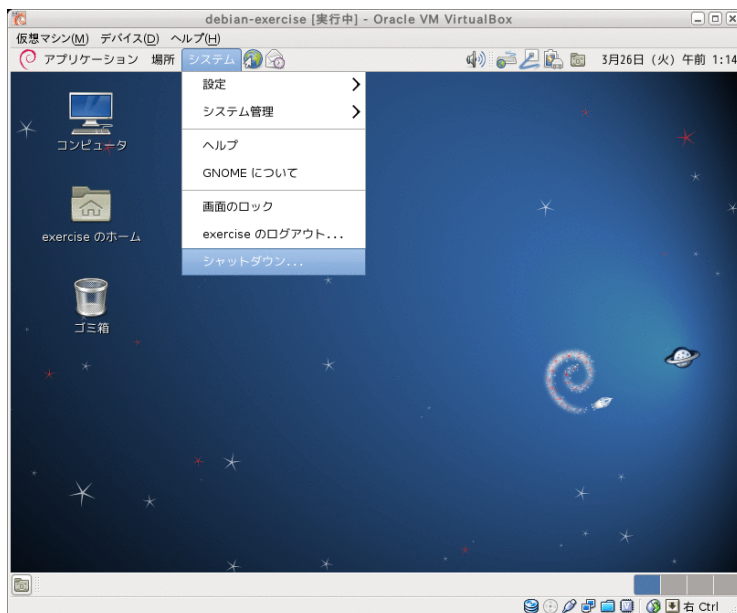 debian-exercise [実行中] - Oracle VM VirtualBox
仮想マシン(M) デバイス(D) ヘルプ(H)
アプリケーション 場所 システム 3月26日 (火) 午前 1:14
設定
システム管理
ヘルプ
GNOME について
画面のロック
exercise のログアウト...
シャットダウン...
コンピュータ
exercise のホーム
ゴミ箱
右 Ctrl